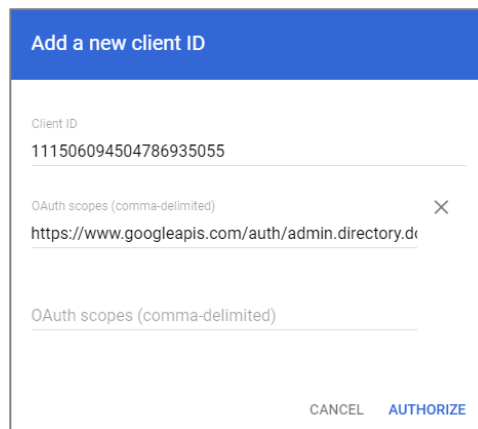 Add a new client ID
Client ID
111506094504786935055
OAuth scopes (comma-delimited)
https://www.googleapis.com/auth/admin.directory.do
OAuth scopes (comma-delimited)
CANCEL AUTHORIZE